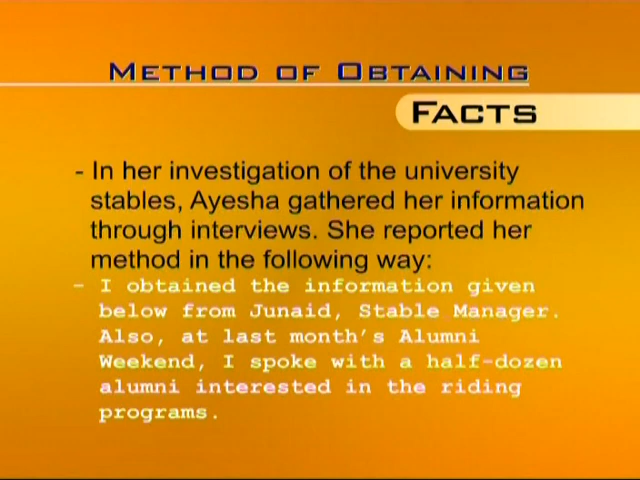 METHOD OF OBTAINING
FACTS
- In her investigation of the university
stables, Ayesha gathered her information
through interviews. She reported her
method in the following way:
– I obtained the information given
below from Junaid, Stable Manager.
Also, at last month's Alumni
Weekend, I spoke with a half-dozen
alumni interested in the riding
programs.